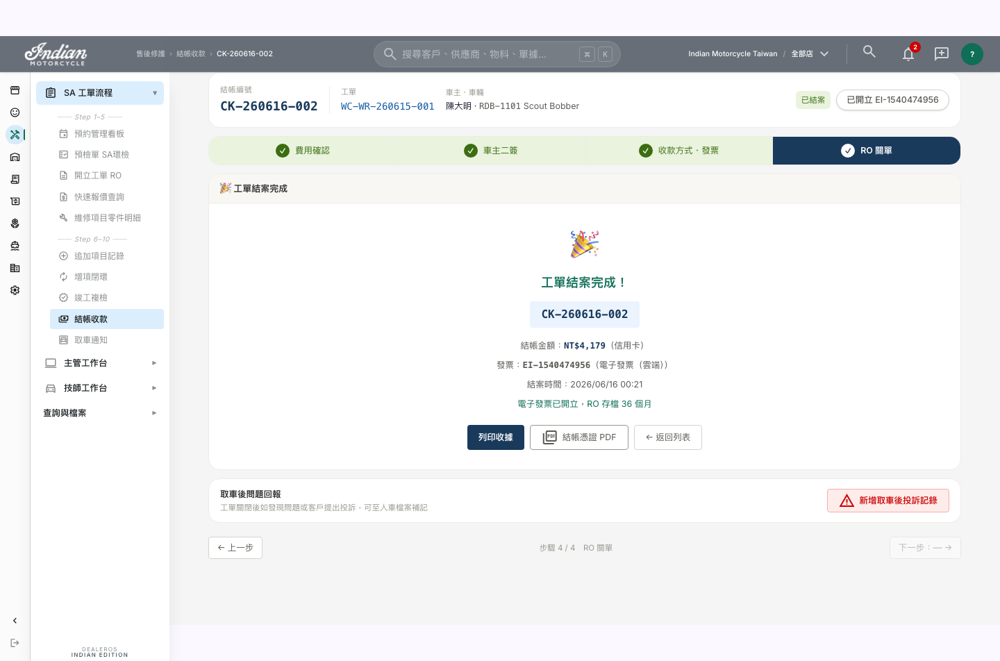 Indian
MOTORCYCLE
售後修護 › 結帳收款 › CK-260616-002
搜尋客戶、供應商、物料、單據... ⌘ K
Indian Motorcycle Taiwan / 全部店
2
?
SA 工單流程
Step 1–5
預約管理看板
預檢單 SA環檢
開立工單 RO
快速報價查詢
維修項目零件明細
Step 6–10
追加項目記錄
增項閉環
竣工複檢
結帳收款
取車通知
主管工作台
技師工作台
查詢與檔案
DEALEROS
INDIAN EDITION
結帳編號
CK-260616-002
工單
WC-WR-260615-001
車主 · 車輛
陳大明 · RDB-1101 Scout Bobber
已結案
已開立 EI-1540474956
費用確認
車主二簽
收款方式 · 發票
RO 關單
🎉 工單結案完成
工單結案完成！
CK-260616-002
結帳金額：NT$4,179（信用卡）
發票：EI-1540474956（電子發票（雲端））
結案時間：2026/06/16 00:21
電子發票已開立，RO 存檔 36 個月
列印收據
PDF 結帳憑證 PDF
← 返回列表
取車後問題回報
工單關閉後如發現問題或客戶提出投訴，可至人車檔案補記
新增取車後投訴記錄
← 上一步
步驟 4 / 4 RO 關單
下一步：— →